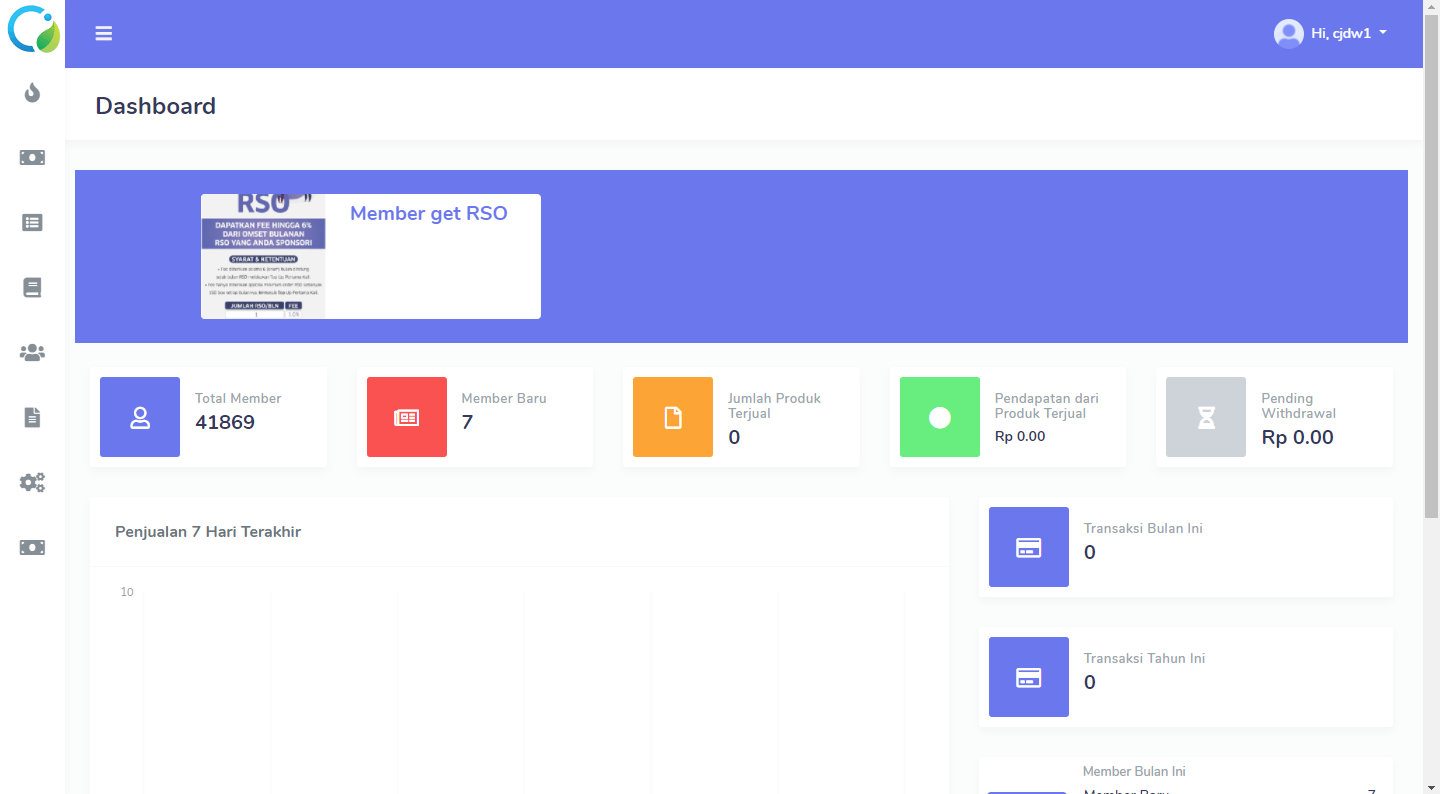 Hi, cjdw1
Dashboard
RSO
DAPATKAN FEE HINGGA 6%
DARI OMSET BULANAN
RSO YANG ANDA SPONSORI
SYARAT & KETENTUAN
JUMLAH RSO/BLN FEE
1
Member get RSO
Total Member
41869
Member Baru
7
Jumlah Produk
Terjual
0
Pendapatan dari
Produk Terjual
Rp 0.00
Pending
Withdrawal
Rp 0.00
Penjualan 7 Hari Terakhir
10
Transaksi Bulan Ini
0
Transaksi Tahun Ini
0
Member Bulan Ini
Member Baru 7